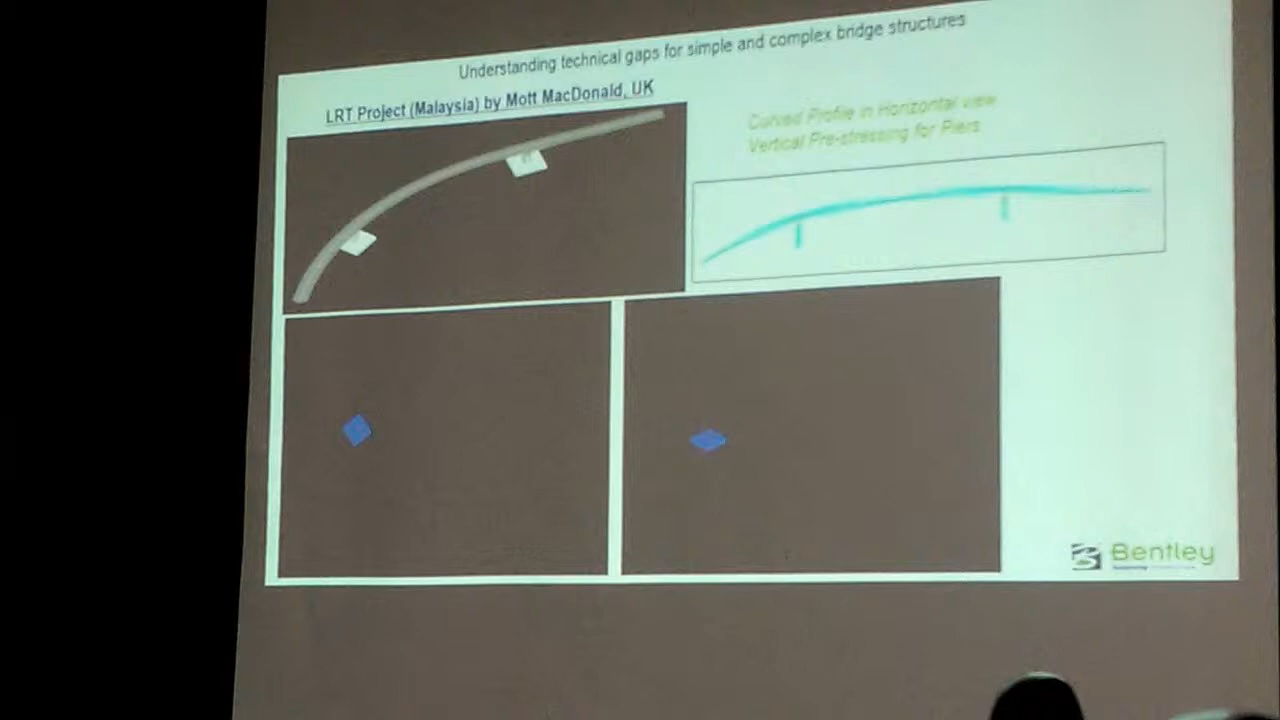 Understanding technical gaps for simple and complex bridge structures
LRT Project (Malaysia) by Mott MacDonald, UK
Curved Profile in Horizontal view
Vertical Pre-stressing for Piers
Bentley